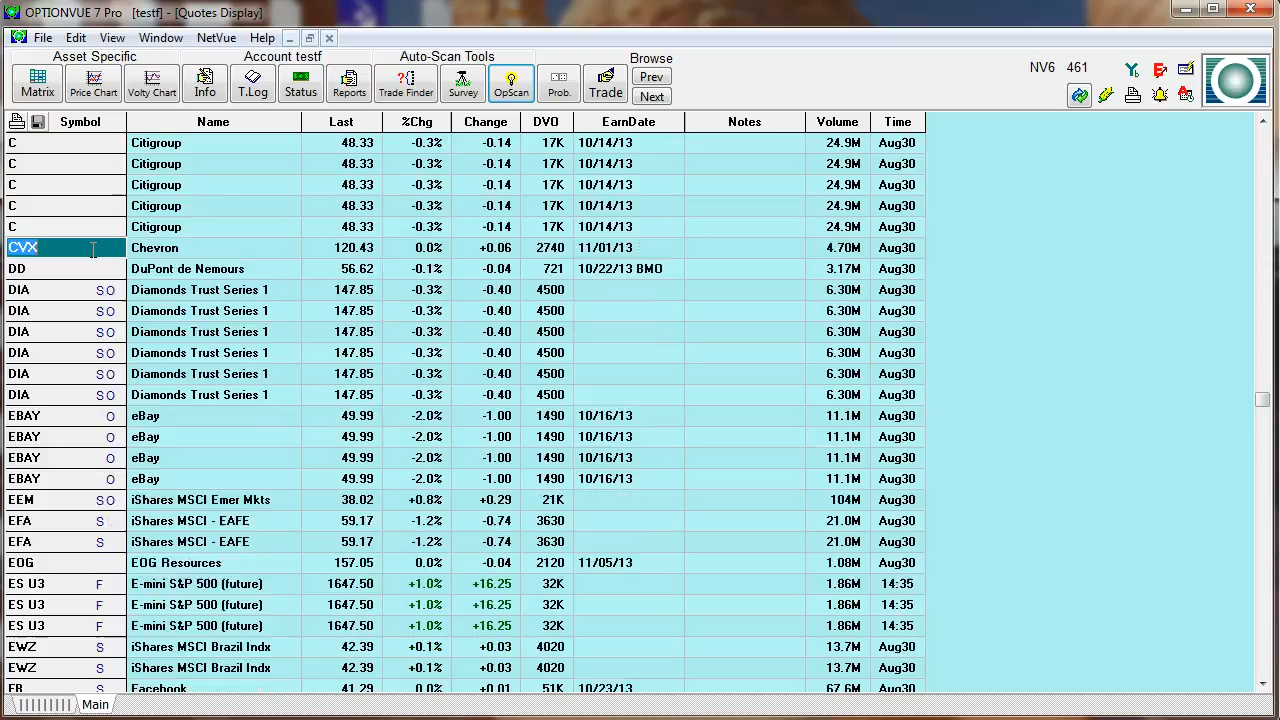 OPTIONVUE 7 Pro [testf] - [Quotes Display]
File Edit View Window NetVue Help
Asset Specific Account testf Auto-Scan Tools Browse
Matrix Price Chart Volty Chart Info T.Log Status Reports Trade Finder Survey OpScan Prob. Trade Prev Next
NV6 461
Symbol Name Last %Chg Change DVO EarnDate Notes Volume Time
C Citigroup 48.33 -0.3% -0.14 17K 10/14/13 24.9M Aug30
C Citigroup 48.33 -0.3% -0.14 17K 10/14/13 24.9M Aug30
C Citigroup 48.33 -0.3% -0.14 17K 10/14/13 24.9M Aug30
C Citigroup 48.33 -0.3% -0.14 17K 10/14/13 24.9M Aug30
C Citigroup 48.33 -0.3% -0.14 17K 10/14/13 24.9M Aug30
CVX Chevron 120.43 0.0% +0.06 2740 11/01/13 4.70M Aug30
DD DuPont de Nemours 56.62 -0.1% -0.04 721 10/22/13 BMO 3.17M Aug30
DIA SO Diamonds Trust Series 1 147.85 -0.3% -0.40 4500 6.30M Aug30
DIA SO Diamonds Trust Series 1 147.85 -0.3% -0.40 4500 6.30M Aug30
DIA SO Diamonds Trust Series 1 147.85 -0.3% -0.40 4500 6.30M Aug30
DIA SO Diamonds Trust Series 1 147.85 -0.3% -0.40 4500 6.30M Aug30
DIA SO Diamonds Trust Series 1 147.85 -0.3% -0.40 4500 6.30M Aug30
DIA SO Diamonds Trust Series 1 147.85 -0.3% -0.40 4500 6.30M Aug30
EBAY O eBay 49.99 -2.0% -1.00 1490 10/16/13 11.1M Aug30
EBAY O eBay 49.99 -2.0% -1.00 1490 10/16/13 11.1M Aug30
EBAY O eBay 49.99 -2.0% -1.00 1490 10/16/13 11.1M Aug30
EBAY O eBay 49.99 -2.0% -1.00 1490 10/16/13 11.1M Aug30
EEM SO iShares MSCI Emer Mkts 38.02 +0.8% +0.29 21K 104M Aug30
EFA S iShares MSCI - EAFE 59.17 -1.2% -0.74 3630 21.0M Aug30
EFA S iShares MSCI - EAFE 59.17 -1.2% -0.74 3630 21.0M Aug30
EOG EOG Resources 157.05 0.0% -0.04 2120 11/05/13 1.08M Aug30
ES U3 F E-mini S&P 500 (future) 1647.50 +1.0% +16.25 32K 1.86M 14:35
ES U3 F E-mini S&P 500 (future) 1647.50 +1.0% +16.25 32K 1.86M 14:35
ES U3 F E-mini S&P 500 (future) 1647.50 +1.0% +16.25 32K 1.86M 14:35
EWZ S iShares MSCI Brazil Indx 42.39 +0.1% +0.03 4020 13.7M Aug30
EWZ S iShares MSCI Brazil Indx 42.39 +0.1% +0.03 4020 13.7M Aug30
FB S Facebook 41.29 0.0% +0.01 51K 10/23/13 67.6M Aug30
Main